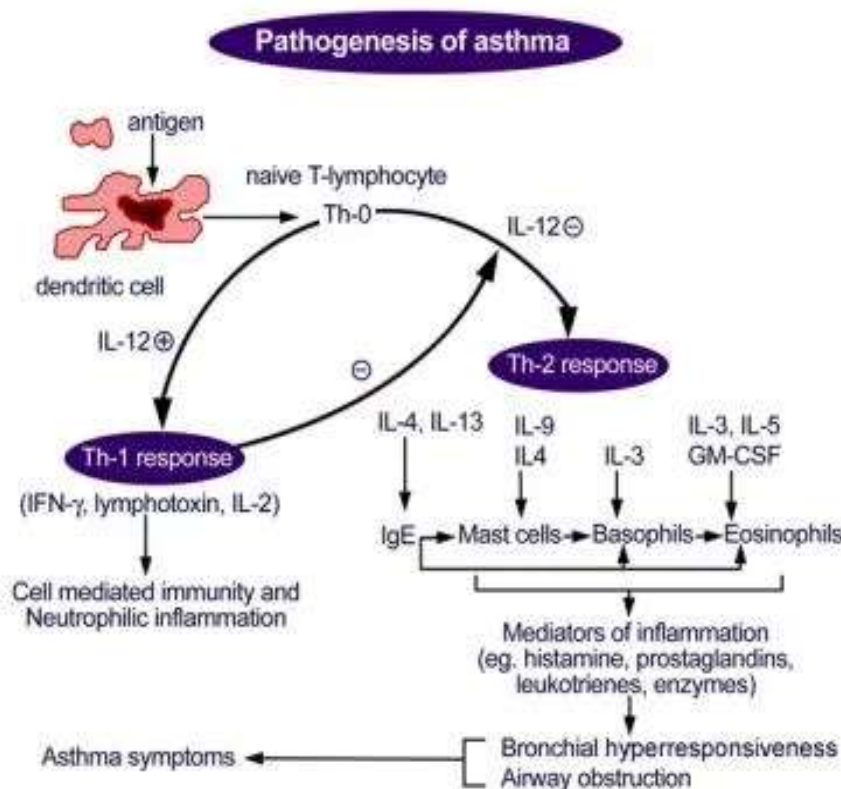 Pathogenesis of asthma
antigen
naive T-lymphocyte
Th-0
IL-12⊖
dendritic cell
IL-12⊕
⊖
Th-2 response
IL-4, IL-13
IL-9
IL4
IL-3
IL-3, IL-5
GM-CSF
Th-1 response
(IFN-γ, lymphotoxin, IL-2)
IgE
Mast cells
Basophils
Eosinophils
Cell mediated immunity and
Neutrophilic inflammation
Mediators of inflammation
(eg. histamine, prostaglandins,
leukotrienes, enzymes)
Asthma symptoms
Bronchial hyperresponsiveness
Airway obstruction